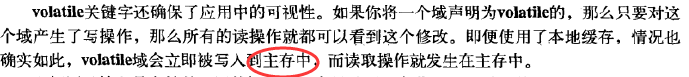 volatile关键字还确保了应用中的可视性。如果你将一个域声明为volatile的，那么只要对这
个域产生了写操作，那么所有的读操作就都可以看到这个修改。即便使用了本地缓存，情况也
确实如此，volatile域会立即被写入到主存中，而读取操作就发生在主存中。